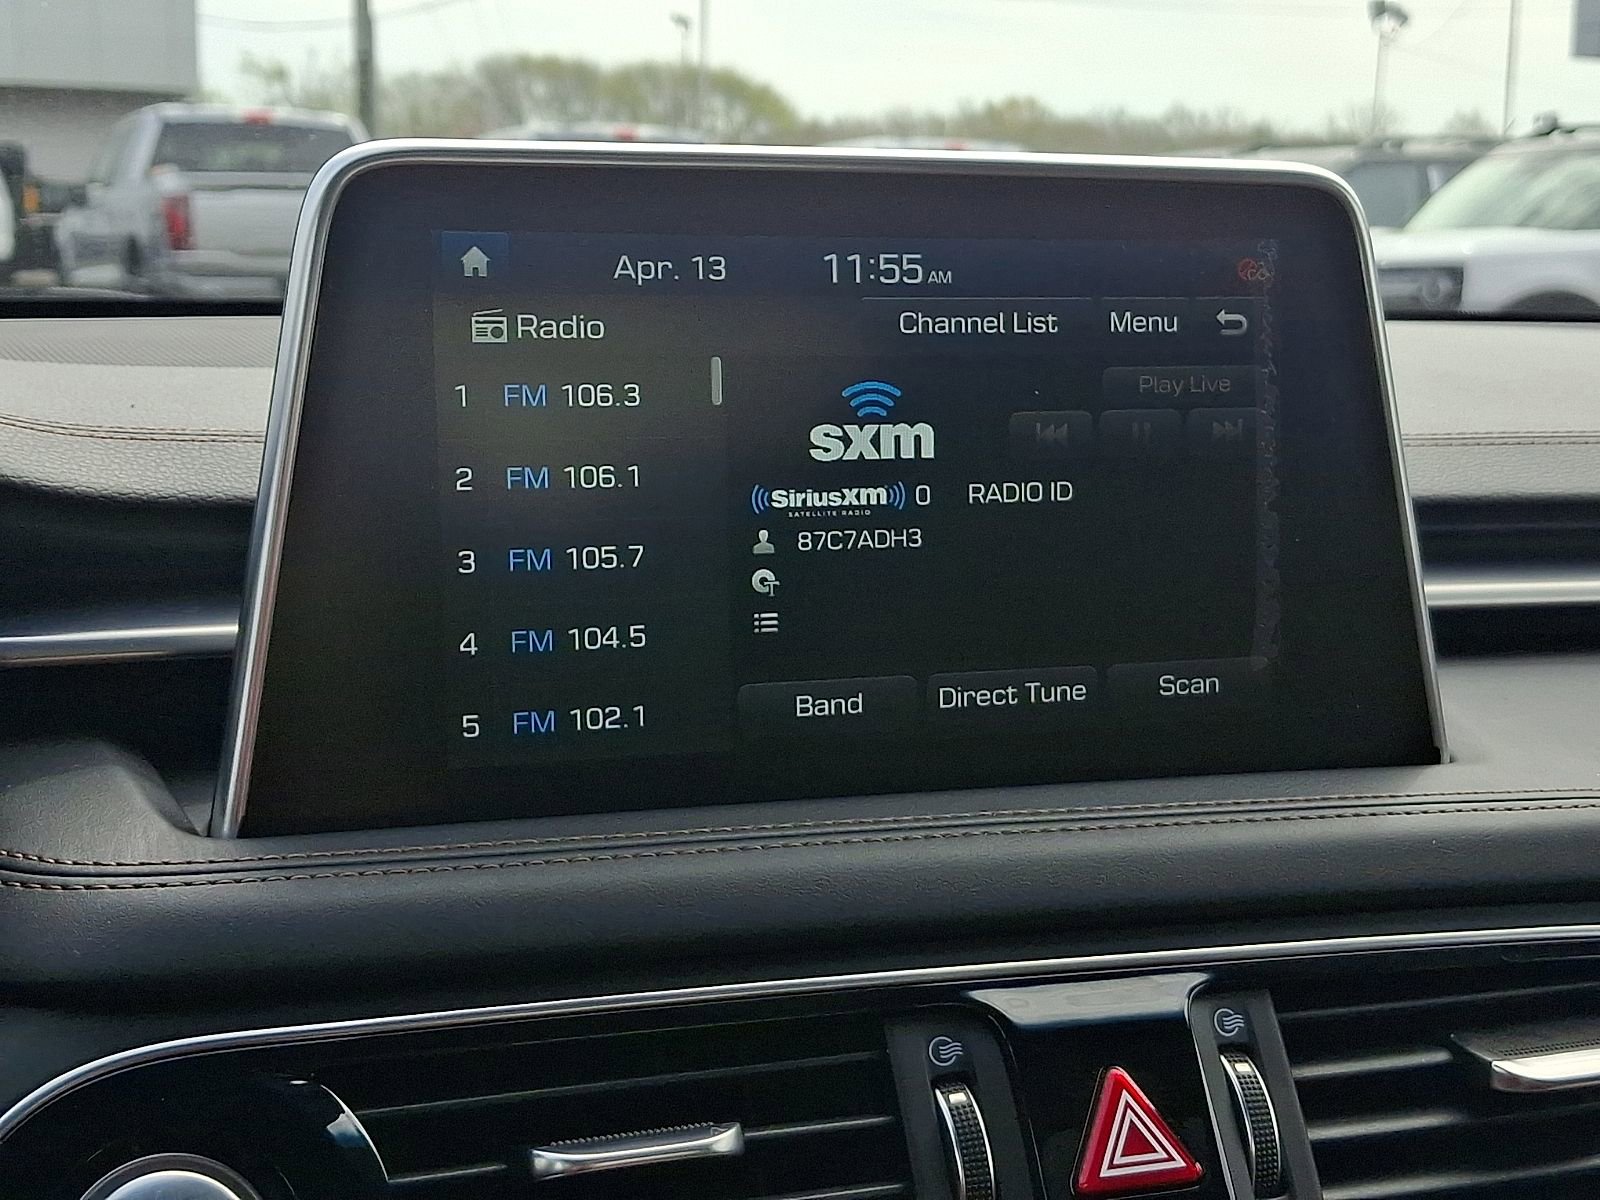 Apr. 13 11:55 AM
Radio Channel List Menu
1 FM 106.3
2 FM 106.1
3 FM 105.7
4 FM 104.5
5 FM 102.1
Play Live
sxm
SiriusXM 0 RADIO ID
SATELLITE RADIO
87C7ADH3
Band Direct Tune Scan